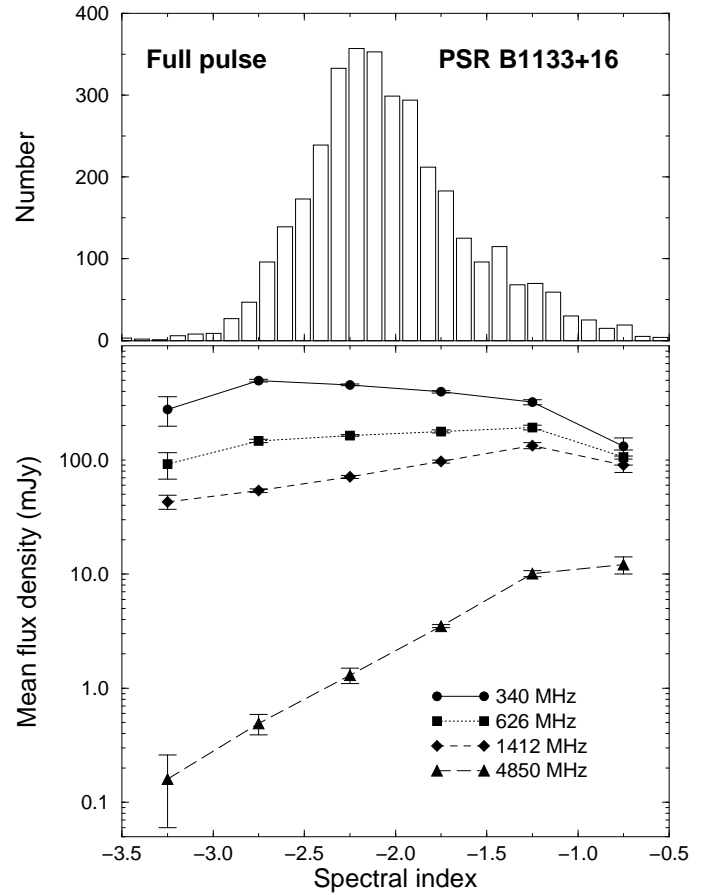 400
Full pulse
PSR B1133+16
300
Number
200
100
0
Mean flux density (mJy)
100.0
10.0
1.0
0.1
340 MHz
626 MHz
1412 MHz
4850 MHz
−3.5 −3.0 −2.5 −2.0 −1.5 −1.0 −0.5
Spectral index